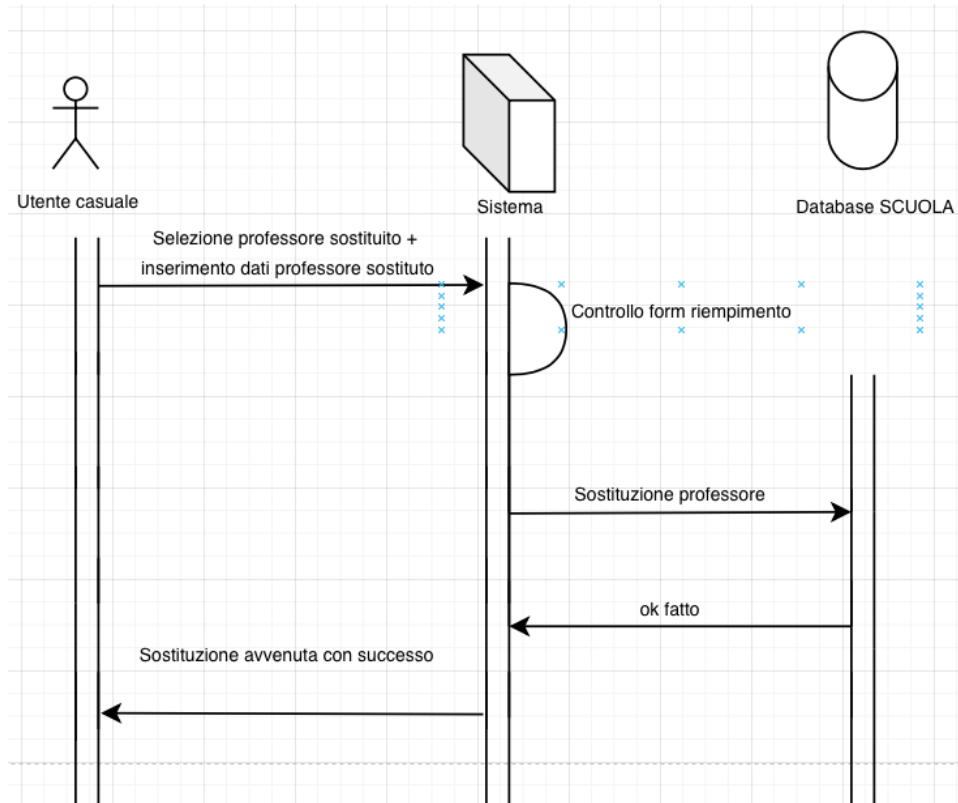 Utente casuale
Sistema
Database SCUOLA
Selezione professore sostituito +
inserimento dati professore sostituto
Controllo form riempimento
Sostituzione professore
ok fatto
Sostituzione avvenuta con successo